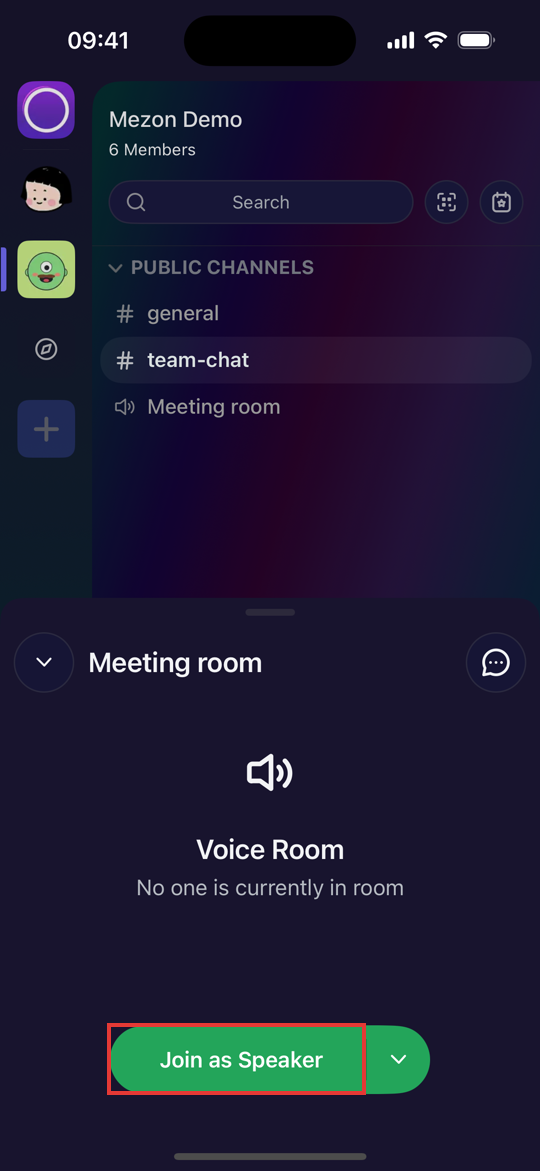 09:41
Mezon Demo
6 Members
Search
PUBLIC CHANNELS
# general
# team-chat
Meeting room
Meeting room
Voice Room
No one is currently in room
Join as Speaker